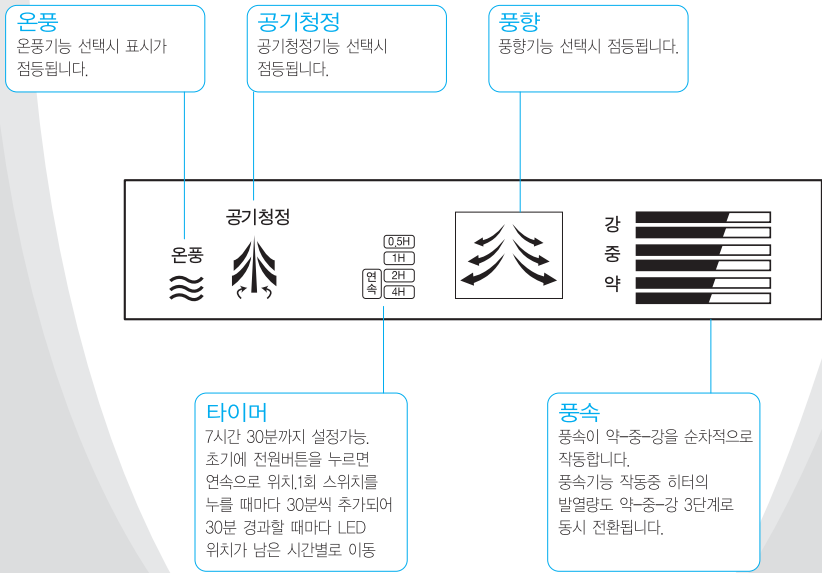 온풍
온풍기능 선택시 표시가
점등됩니다.
공기청정
공기청정기능 선택시
점등됩니다.
풍향
풍향기능 선택시 점등됩니다.
온풍
공기청정
0.5H
1H
2H
4H
연속
강
중
약
타이머
7시간 30분까지 설정가능.
초기에 전원버튼을 누르면
연속으로 위치.1회 스위치를
누를 때마다 30분씩 추가되어
30분 경과할 때마다 LED
위치가 남은 시간별로 이동
풍속
풍속이 약-중-강을 순차적으로
작동합니다.
풍속기능 작동중 히터의
발열량도 약-중-강 3단계로
동시 전환됩니다.